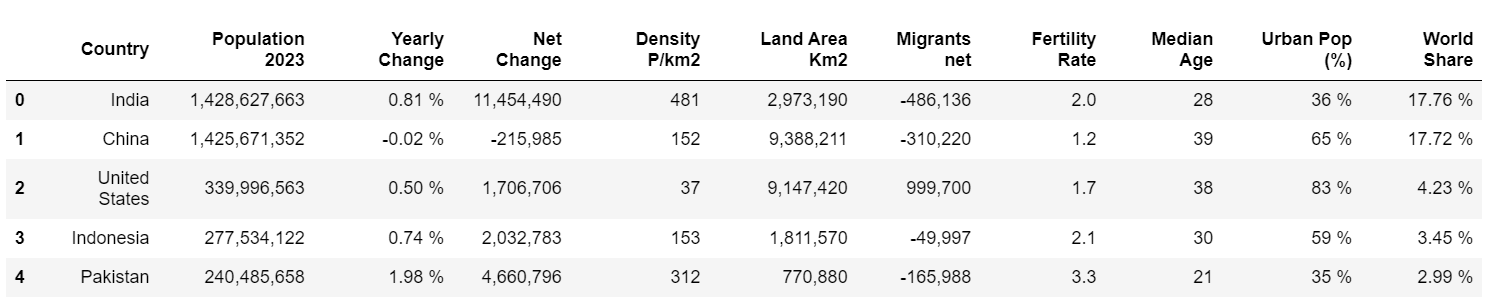 Country Population 2023 Yearly Change Net Change Density P/km2 Land Area Km2 Migrants net Fertility Rate Median Age Urban Pop (%) World Share
0 India 1,428,627,663 0.81 % 11,454,490 481 2,973,190 -486,136 2.0 28 36 % 17.76 %
1 China 1,425,671,352 -0.02 % -215,985 152 9,388,211 -310,220 1.2 39 65 % 17.72 %
2 United States 339,996,563 0.50 % 1,706,706 37 9,147,420 999,700 1.7 38 83 % 4.23 %
3 Indonesia 277,534,122 0.74 % 2,032,783 153 1,811,570 -49,997 2.1 30 59 % 3.45 %
4 Pakistan 240,485,658 1.98 % 4,660,796 312 770,880 -165,988 3.3 21 35 % 2.99 %